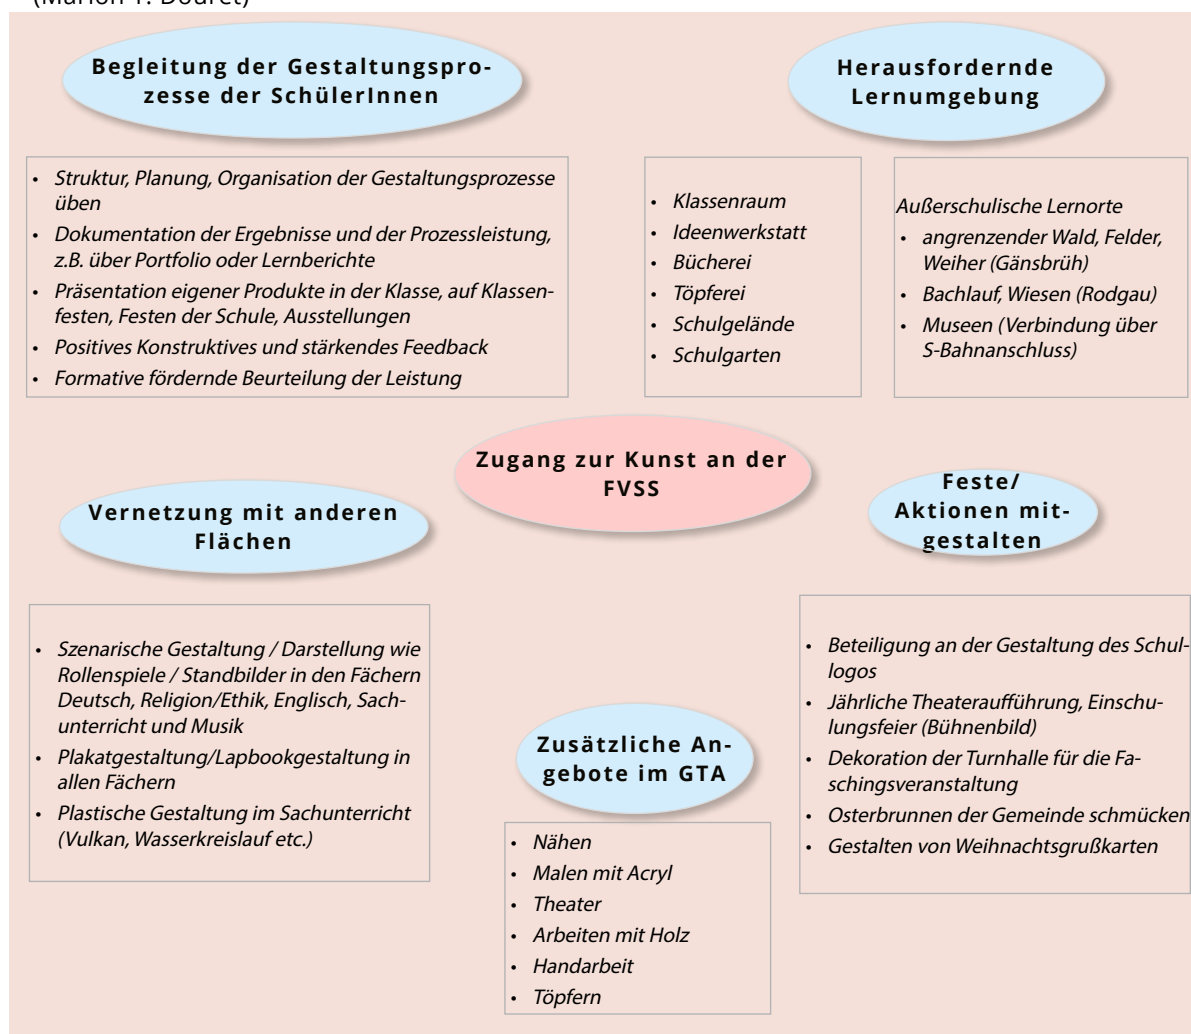 (Marion T. Douret)
Begleitung der Gestaltungspro-
zesse der SchülerInnen
• Struktur, Planung, Organisation der Gestaltungsprozesse
üben
• Dokumentation der Ergebnisse und der Prozessleistung,
z.B. über Portfolio oder Lernberichte
• Präsentation eigener Produkte in der Klasse, auf Klassen-
festen, Festen der Schule, Ausstellungen
• Positives Konstruktives und stärkendes Feedback
• Formative fördernde Beurteilung der Leistung
Herausfordernde
Lernumgebung
• Klassenraum
• Ideenwerkstatt
• Bücherei
• Töpferei
• Schulgelände
• Schulgarten
Außerschulische Lernorte
• angrenzender Wald, Felder,
Weiher (Gänsbrüh)
• Bachlauf, Wiesen (Rodgau)
• Museen (Verbindung über
S-Bahnanschluss)
Zugang zur Kunst an der
FVSS
Vernetzung mit anderen
Flächen
• Szenarische Gestaltung / Darstellung wie
Rollenspiele / Standbilder in den Fächern
Deutsch, Religion/Ethik, Englisch, Sach-
unterricht und Musik
• Plakatgestaltung/Lapbookgestaltung in
allen Fächern
• Plastische Gestaltung im Sachunterricht
(Vulkan, Wasserkreislauf etc.)
Zusätzliche An-
gebote im GTA
• Nähen
• Malen mit Acryl
• Theater
• Arbeiten mit Holz
• Handarbeit
• Töpfern
Feste/
Aktionen mit-
gestalten
• Beteiligung an der Gestaltung des Schul-
logos
• Jährliche Theateraufführung, Einschu-
lungsfeier (Bühnenbild)
• Dekoration der Turnhalle für die Fa-
schingsveranstaltung
• Osterbrunnen der Gemeinde schmücken
• Gestalten von Weihnachtsgrußkarten